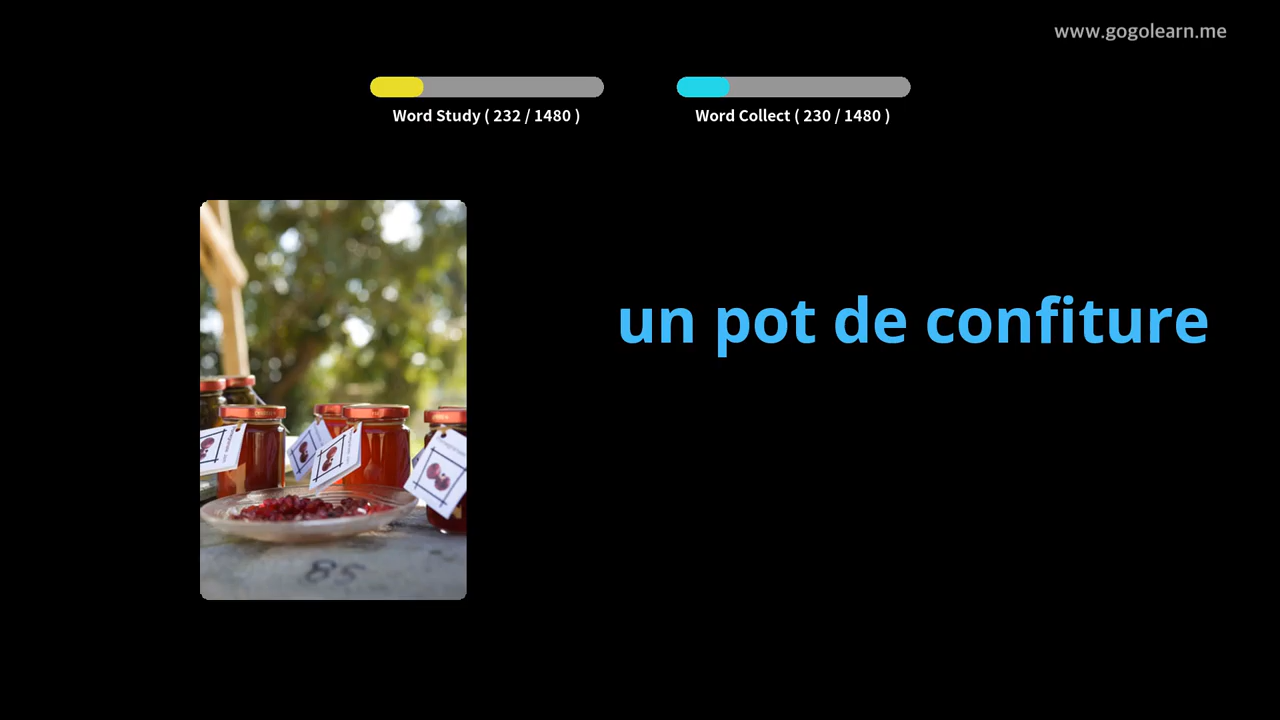 www.gogolearn.me
Word Study ( 232 / 1480 )
Word Collect ( 230 / 1480 )
un pot de confiture
85